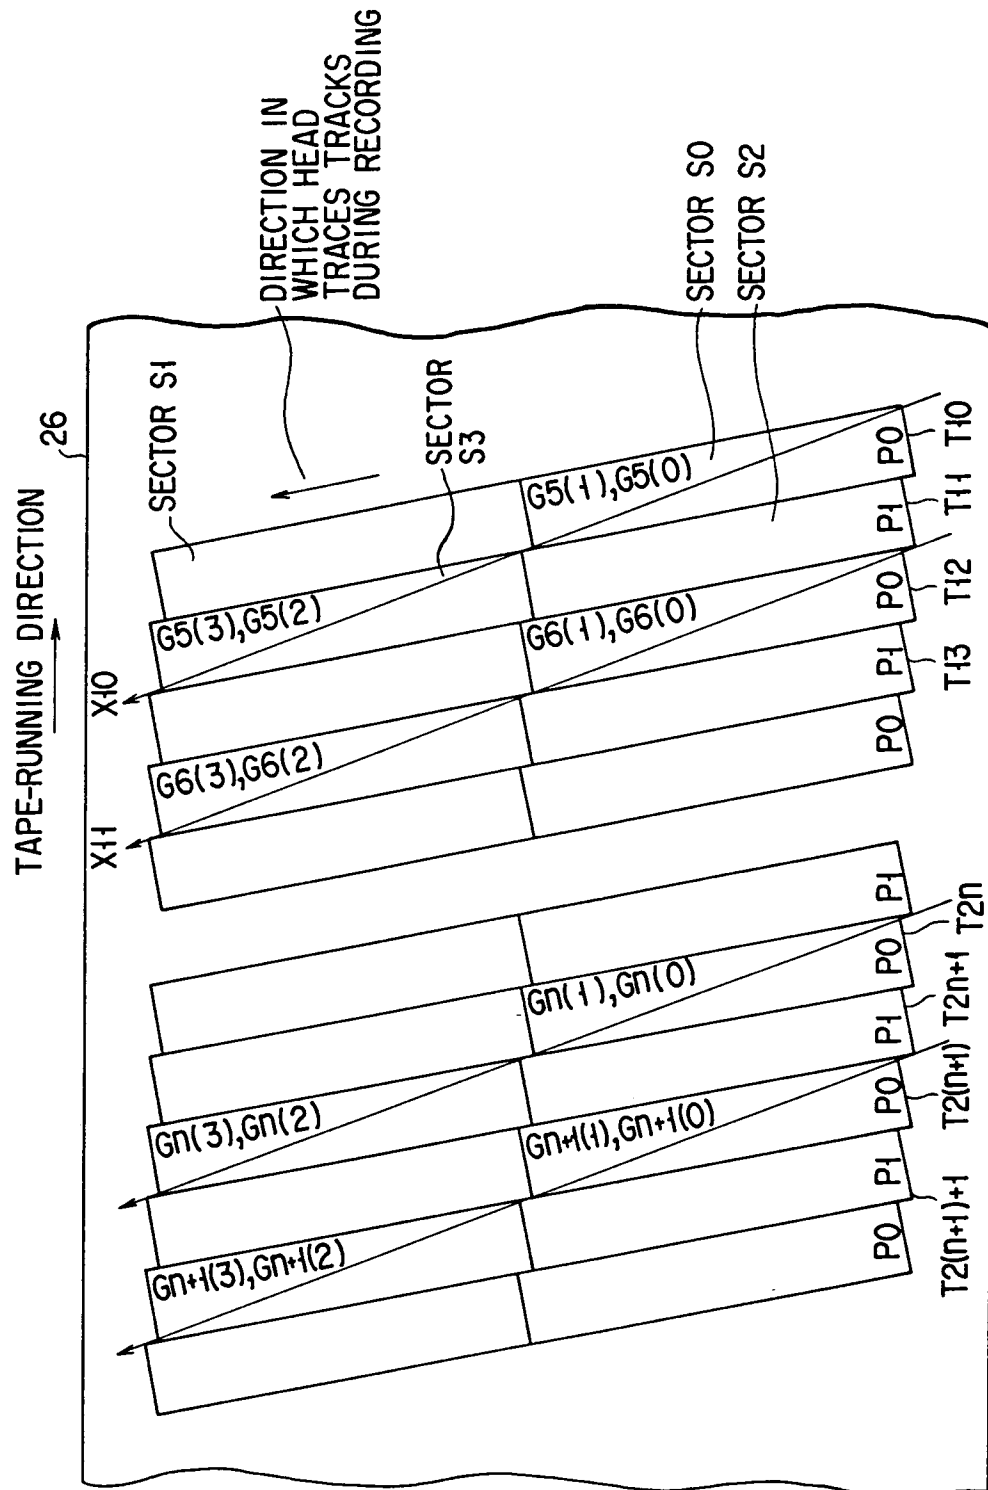 TAPE-RUNNING DIRECTION
26
SECTOR S1
DIRECTION IN
WHICH HEAD
TRACES TRACKS
DURING RECORDING
SECTOR
S3
SECTOR S0
SECTOR S2
X10
X11
G5(3),G5(2)
G5(1),G5(0)
G6(3),G6(2)
G6(1),G6(0)
Gn(3),Gn(2)
Gn(1),Gn(0)
Gn+1(3),Gn+1(2)
Gn+1(1),Gn+1(0)
P0
P1
P0
P1
P0
P1
P0
P1
P0
P1
P0
T10
T11
T12
T13
T2n
T2n+1
T2(n+1)
T2(n+1)+1